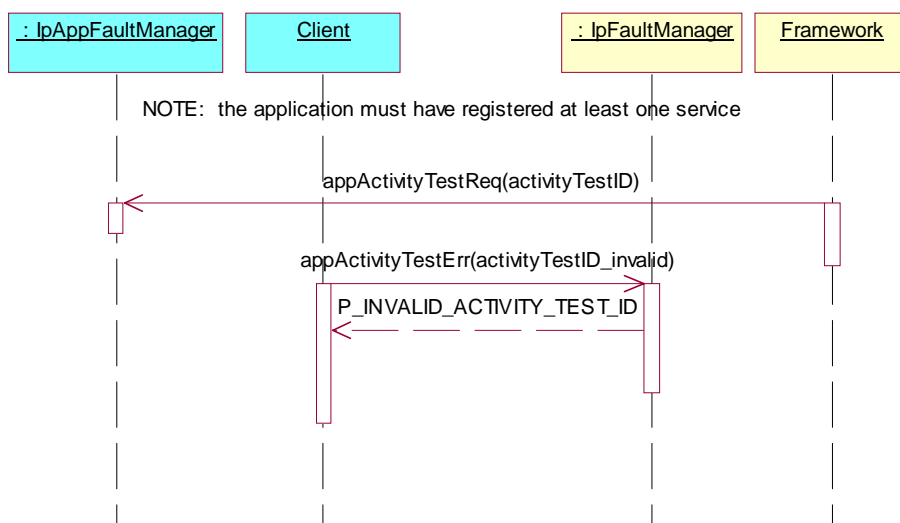 : IpAppFaultManager
Client
: IpFaultManager
Framework
NOTE: the application must have registered at least one service
appActivityTestReq(activityTestID)
appActivityTestErr(activityTestID_invalid)
P_INVALID_ACTIVITY_TEST_ID